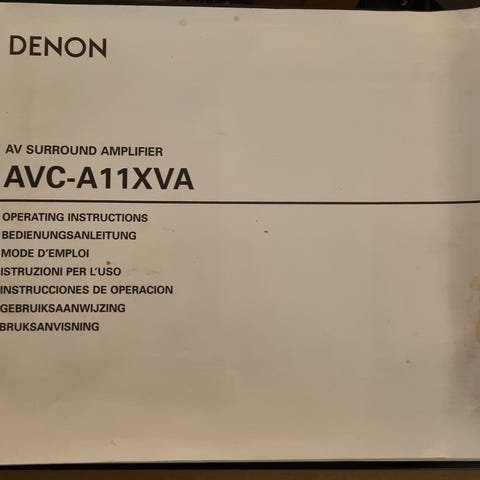 DENON
AV SURROUND AMPLIFIER
AVC-A11XVA
OPERATING INSTRUCTIONS
BEDIENUNGSANLEITUNG
MODE D'EMPLOI
ISTRUZIONI PER L'USO
INSTRUCCIONES DE OPERACION
GEBRUIKSAANWIJZING
BRUKSANVISNING